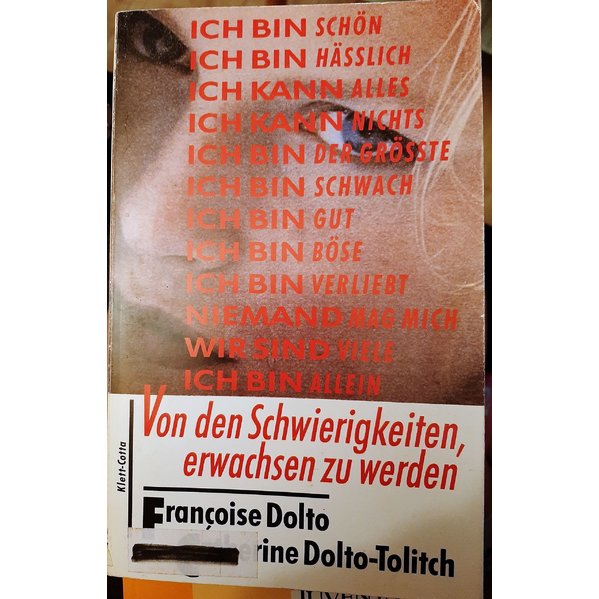 ICH BIN SCHÖN
ICH BIN HÄSSLICH
ICH KANN ALLES
ICH KANN NICHTS
ICH BIN DER GRÖSSTE
ICH BIN SCHWACH
ICH BIN GUT
ICH BIN BÖSE
ICH BIN VERLIEBT
NIEMAND MAG MICH
WIR SIND VIELE
ICH BIN ALLEIN
Von den Schwierigkeiten,
erwachsen zu werden
Klett-Cotta
Françoise Dolto
Dolto-Tolitch